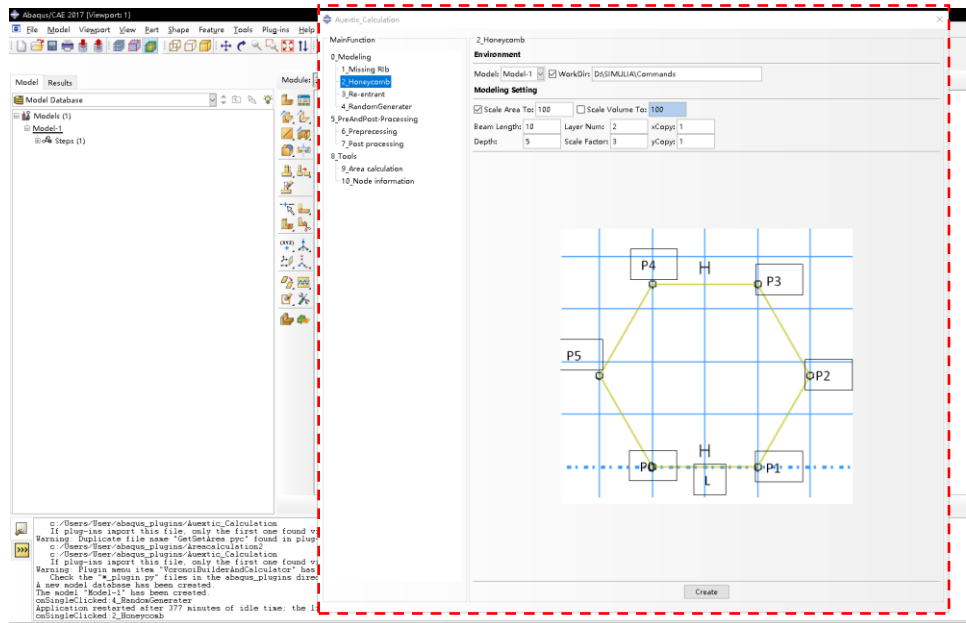 Abaqus/CAE 2017 [Viewport: 1]
File Model Viewport View Part Shape Feature Tools Plug-ins Help
Model Results
Module:
Model Database
Models (1)
Model-1
Steps (1)
Auextic_Calculation
MainFunction
0_Modeling
1_Missing RIb
2_Honeycomb
3_Re-entrant
4_RandomGenerater
5_PreAndPost-Processing
6_Preprecessing
7_Post processing
8_Tools
9_Area calculation
10_Node information
2_Honeycomb
Environment
Model: Model-1 WorkDir: D:\SIMULIA\Commands
Modeling Setting
Scale Area To: 100 Scale Volume To: 100
Beam Length: 10 Layer Num: 2 xCopy: 1
Depth: 5 Scale Factor: 3 yCopy: 1
P4 H P3
P5 P2
H
P0 L P1
Create
c:/Users/User/abaqus_plugins/Auextic_Calculation
If plug-ins import this file, only the first one found vi
Warning: Duplicate file name "GetSetArea.pyc" found in plug-
c:/Users/User/abaqus_plugins/Areacalculation2
c:/Users/User/abaqus_plugins/Auextic_Calculation
If plug-ins import this file, only the first one found vi
Warning: Plugin menu item "VoronoiBuilderAndCalculator" has
Check the "*_plugin.py" files in the abaqus_plugins direc
A new model database has been created.
The model "Model-1" has been created.
onSingleClicked:4_RandomGenerater
Application restarted after 377 minutes of idle time; the li
onSingleClicked:2_Honeycomb